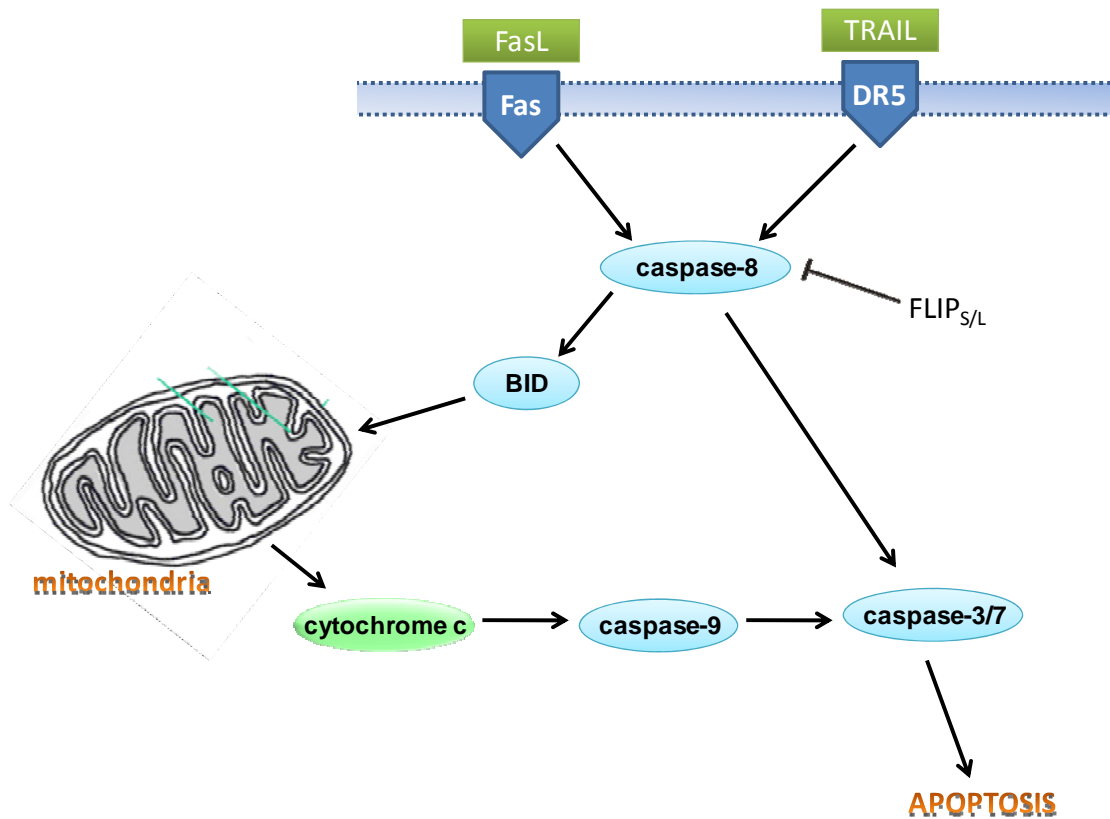 FasL
TRAIL
Fas
DR5
caspase-8
FLIPS/L
BID
mitochondria
cytochrome c
caspase-9
caspase-3/7
APOPTOSIS